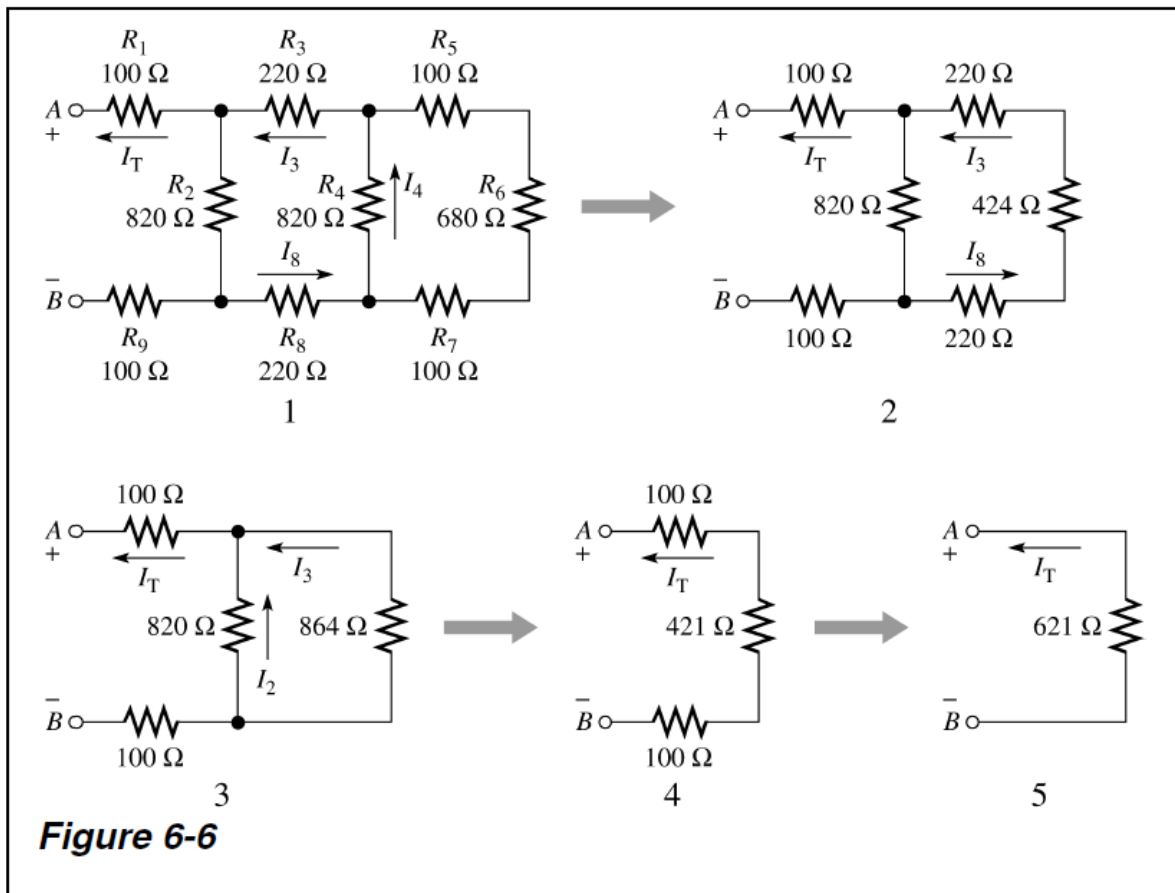 R1 R3 R5
100 Ω 220 Ω 100 Ω 100 Ω 220 Ω
A A
+ IT I3 + IT I3
R2 R4 I4 R6
820 Ω 820 Ω 680 Ω 820 Ω 424 Ω
I8 I8
– –
B B
R9 R8 R7 100 Ω 220 Ω
100 Ω 220 Ω 100 Ω
1 2
100 Ω 100 Ω
A A A
+ IT I3 + IT + IT
820 Ω 864 Ω 421 Ω 621 Ω
I2
– – –
B B B
100 Ω 100 Ω
3 4 5
Figure 6-6